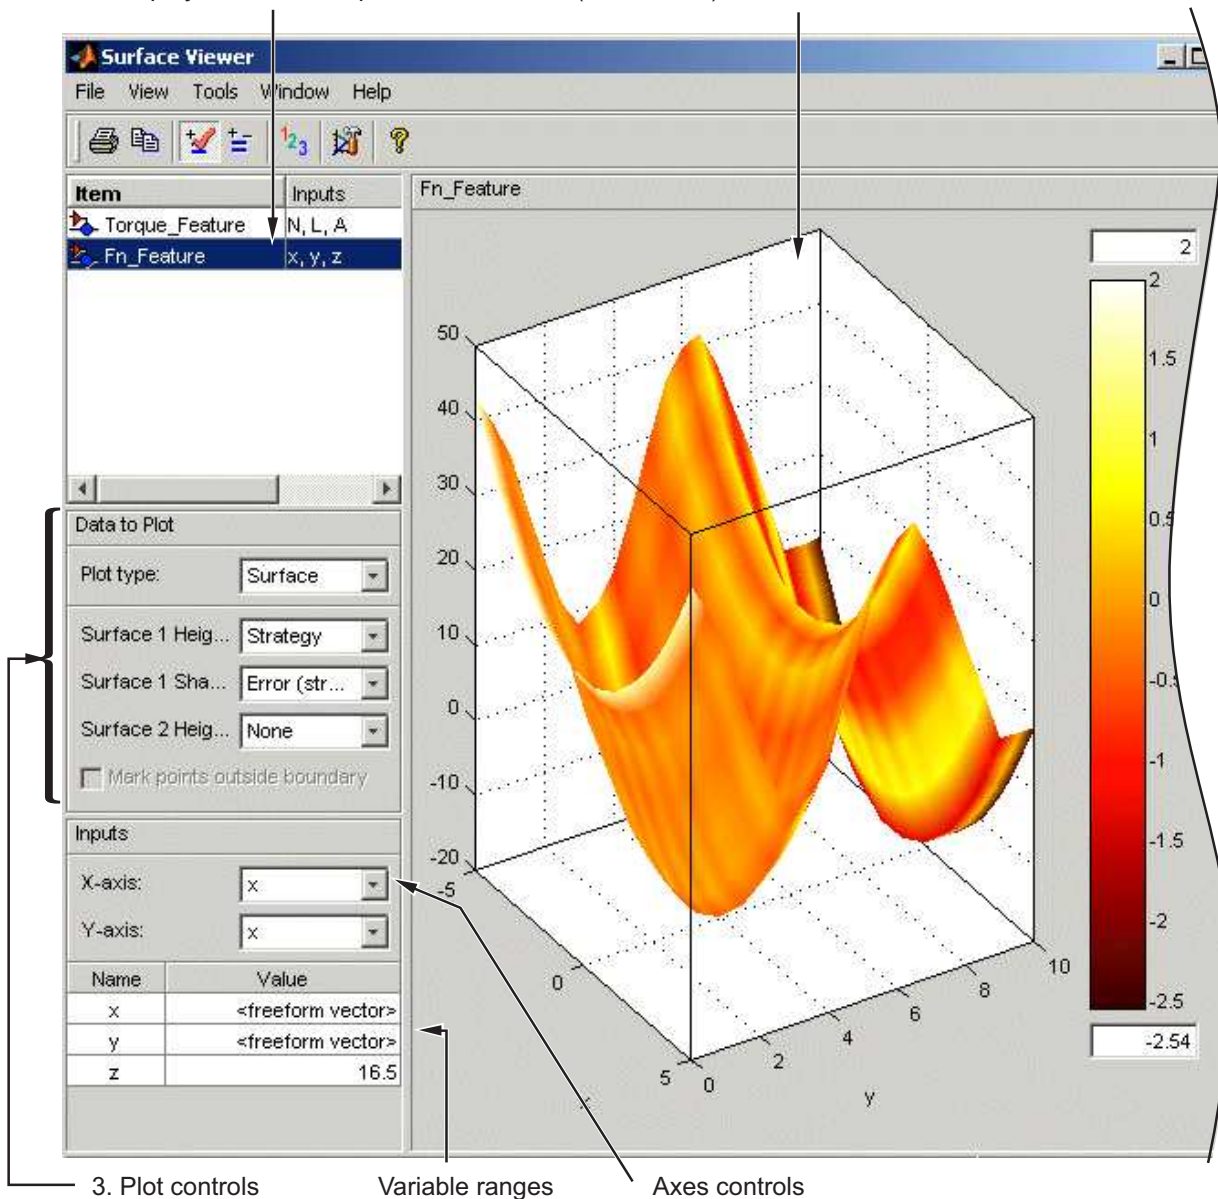 Surface Viewer
File View Tools Window Help
Item Inputs
Torque_Feature N, L, A
Fn_Feature x, y, z
Data to Plot
Plot type: Surface
Surface 1 Heig... Strategy
Surface 1 Sha... Error (str...
Surface 2 Heig... None
Mark points outside boundary
Inputs
X-axis: x
Y-axis: x
Name Value
x <freeform vector>
y <freeform vector>
z 16.5
Fn_Feature
50
40
30
20
10
0
-10
-20
-5
0
5
0
2
4
6
8
10
y
2
2
1.5
1
0.5
0
-1
-1.5
-2
-2.5
-2.54
3. Plot controls Variable ranges Axes controls